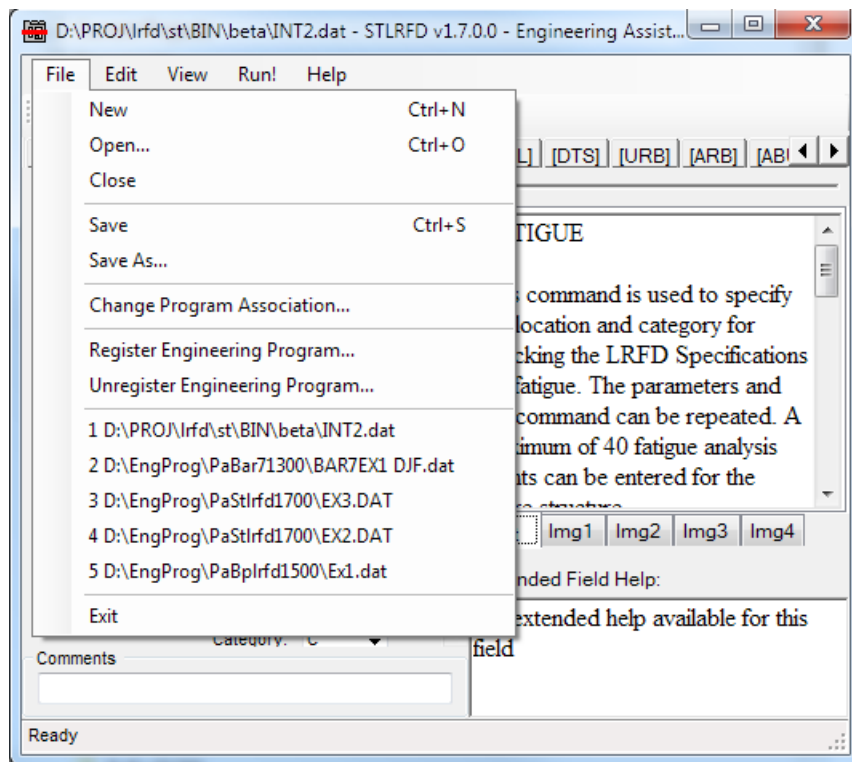 D:\PROJ\lrfd\st\BIN\beta\INT2.dat - STLRFD v1.7.0.0 - Engineering Assist...
File Edit View Run! Help
New Ctrl+N
Open... Ctrl+O
Close
Save Ctrl+S
Save As...
Change Program Association...
Register Engineering Program...
Unregister Engineering Program...
1 D:\PROJ\lrfd\st\BIN\beta\INT2.dat
2 D:\EngProg\PaBar71300\BAR7EX1 DJF.dat
3 D:\EngProg\PaStlrfd1700\EX3.DAT
4 D:\EngProg\PaStlrfd1700\EX2.DAT
5 D:\EngProg\PaBplrfd1500\Ex1.dat
Exit
L] [DTS] [URB] [ARB] [AB
TIGUE
command is used to specify
location and category for
cking the LRFD Specifications
fatigue. The parameters and
command can be repeated. A
imum of 40 fatigue analysis
nts can be entered for the
structure
Img1 Img2 Img3 Img4
nded Field Help:
extended help available for this
field
Category: C
Comments
Ready